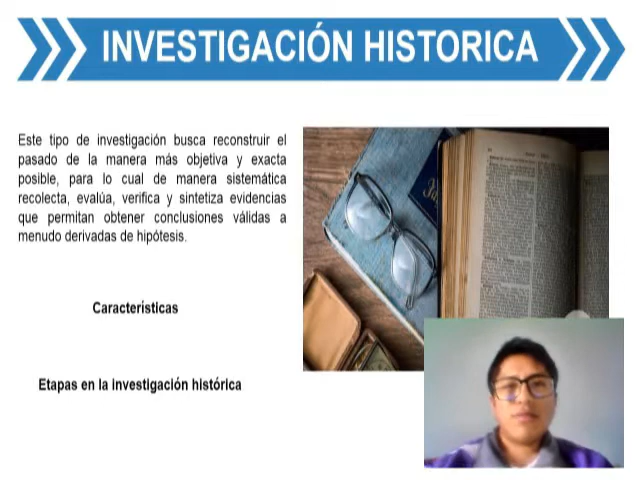 INVESTIGACIÓN HISTORICA
Este tipo de investigación busca reconstruir el
pasado de la manera más objetiva y exacta
posible, para lo cual de manera sistemática
recolecta, evalúa, verifica y sintetiza evidencias
que permitan obtener conclusiones válidas a
menudo derivadas de hipótesis.
Características
Etapas en la investigación histórica